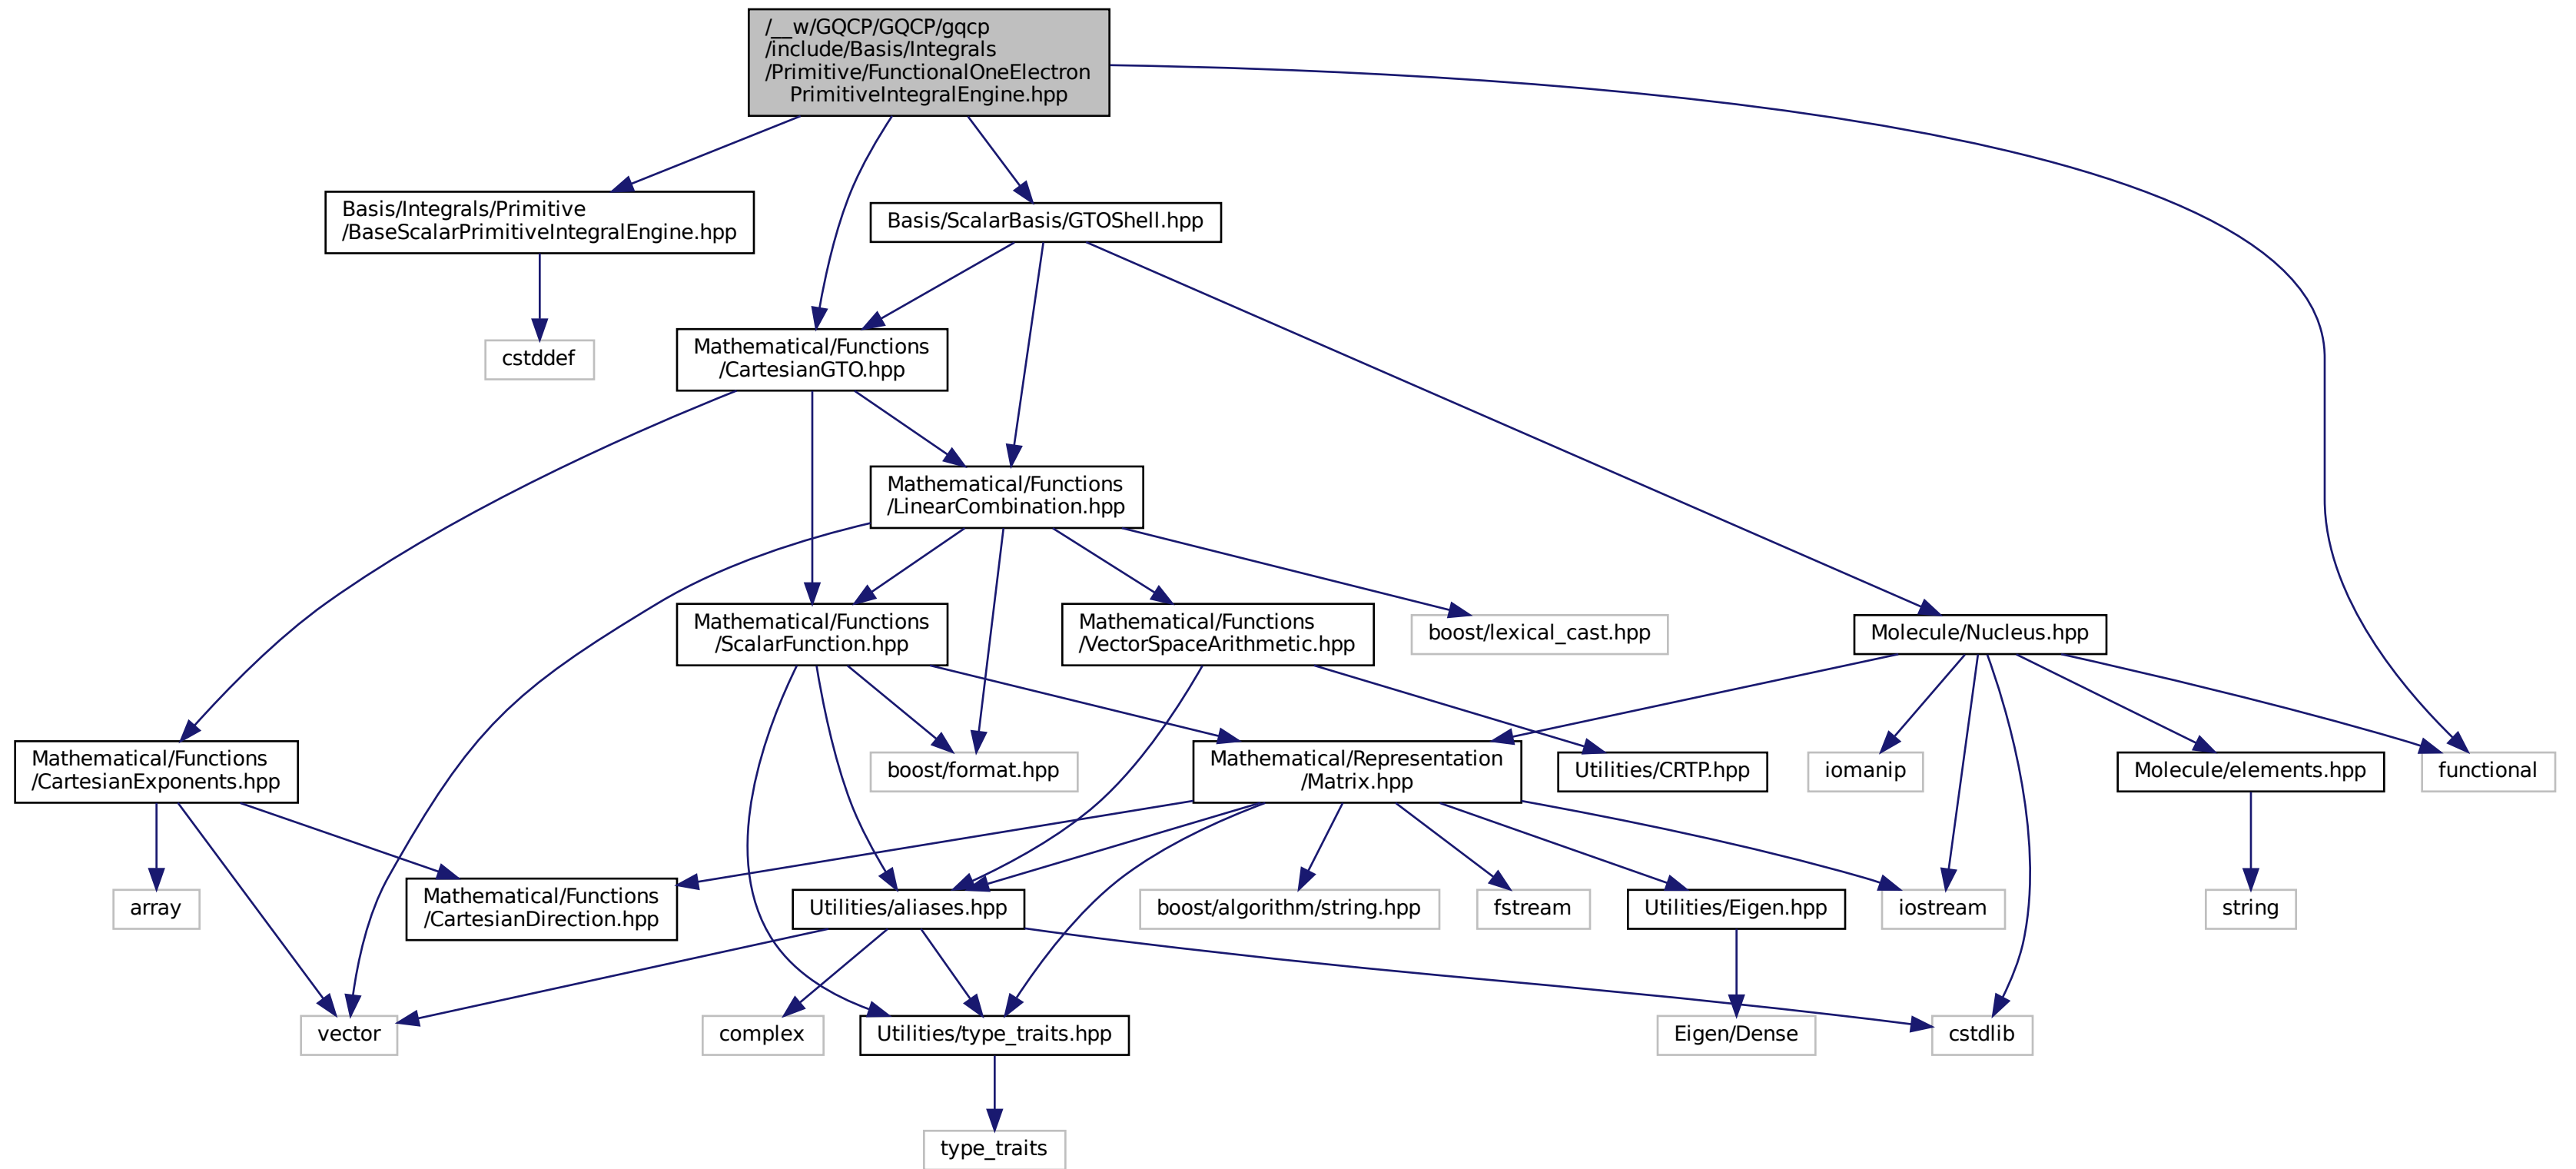 /__w/GQCP/GQCP/gqcp
/include/Basis/Integrals
/Primitive/FunctionalOneElectron
PrimitiveIntegralEngine.hpp
Basis/Integrals/Primitive
/BaseScalarPrimitiveIntegralEngine.hpp
Basis/ScalarBasis/GTOShell.hpp
cstddef
Mathematical/Functions
/CartesianGTO.hpp
Mathematical/Functions
/LinearCombination.hpp
Mathematical/Functions
/ScalarFunction.hpp
Mathematical/Functions
/VectorSpaceArithmetic.hpp
boost/lexical_cast.hpp
Molecule/Nucleus.hpp
Mathematical/Functions
/CartesianExponents.hpp
boost/format.hpp
Mathematical/Representation
/Matrix.hpp
Utilities/CRTP.hpp
iomanip
Molecule/elements.hpp
functional
array
Mathematical/Functions
/CartesianDirection.hpp
Utilities/aliases.hpp
boost/algorithm/string.hpp
fstream
Utilities/Eigen.hpp
iostream
string
vector
complex
Utilities/type_traits.hpp
Eigen/Dense
cstdlib
type_traits